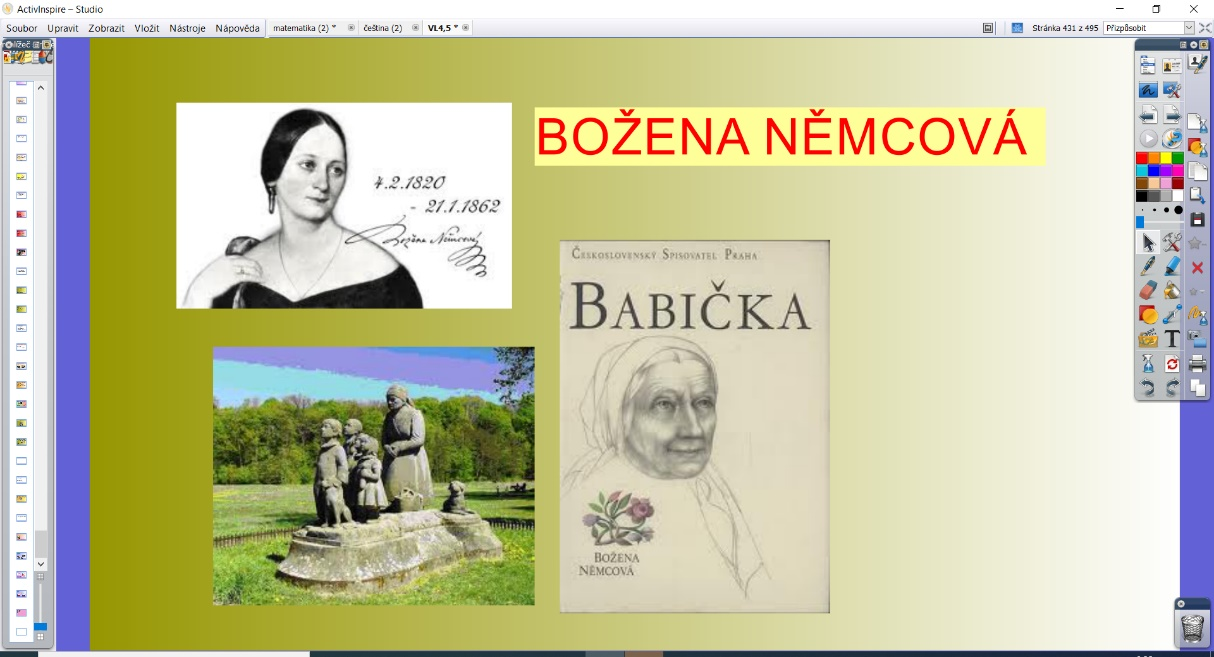 ActivInspire – Studio
Soubor Upravit Zobrazit Vložit Nástroje Nápověda
matematika (2) *
čeština (2)
VL4,5 *
Stránka 431 z 495
Přizpůsobit
BOŽENA NĚMCOVÁ
4.2.1820
- 21.1.1862
Božena Němcová
Československý Spisovatel Praha
BABIČKA
BOŽENA
NĚMCOVÁ